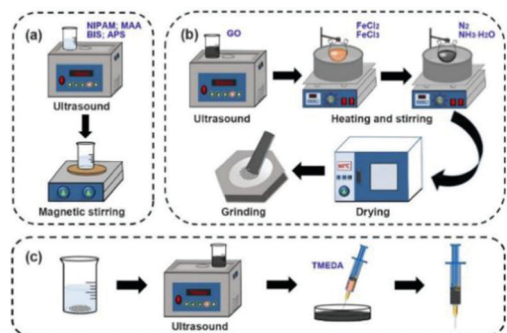 (a)
NIPAM; MAA
BIS; APS
Ultrasound
Magnetic stirring
(b)
GO
Ultrasound
FeCl₂
FeCl₃
N₂
NH₃·H₂O
Heating and stirring
Drying
Grinding
(c)
Ultrasound
TMEDA